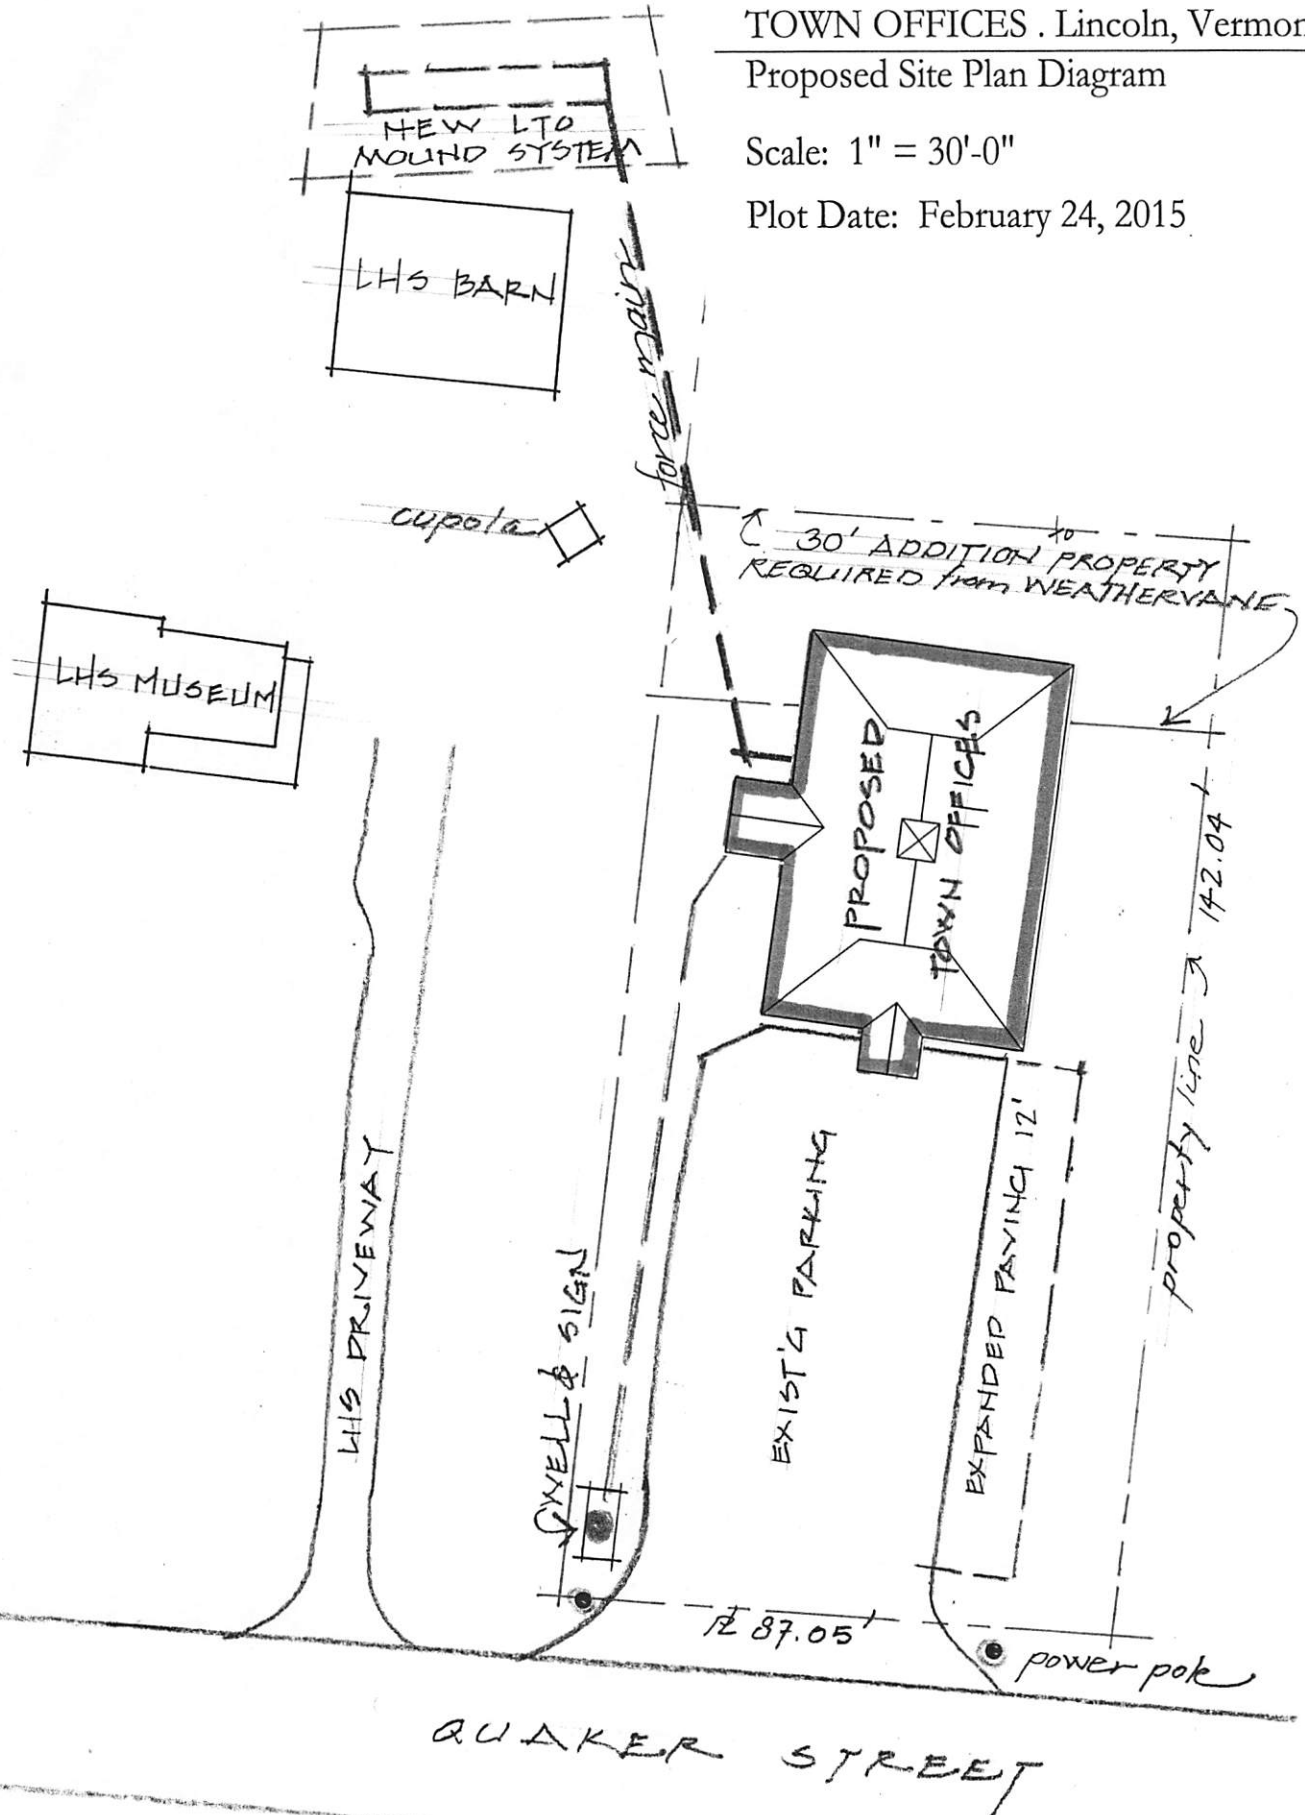 TOWN OFFICES . Lincoln, Vermon
Proposed Site Plan Diagram
Scale: 1" = 30'-0"
Plot Date: February 24, 2015
NEW LTO
MOUND SYSTEM
LHS BARN
force main
cupola
30' ADDITION PROPERTY
REQUIRED from WEATHERVANE
LHS MUSEUM
PROPOSED
TOWN OFFICES
property line 142.04'
LHS DRIVEWAY
WELL & SIGN
EXIST'G PARKING
EXPANDED PAVING 12'
PL 87.05'
power pole
QUAKER STREET